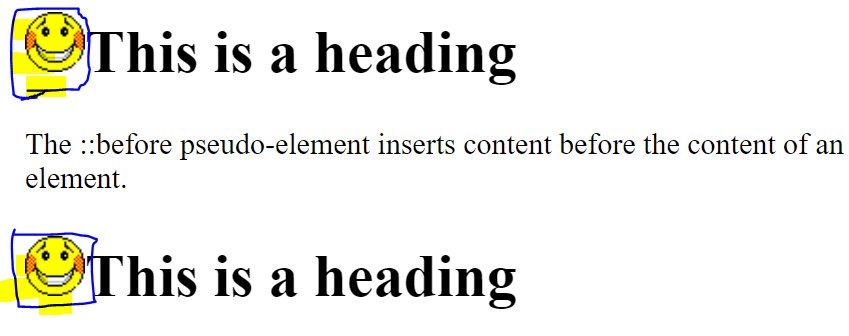 This is a heading
The ::before pseudo-element inserts content before the content of an
element.
This is a heading